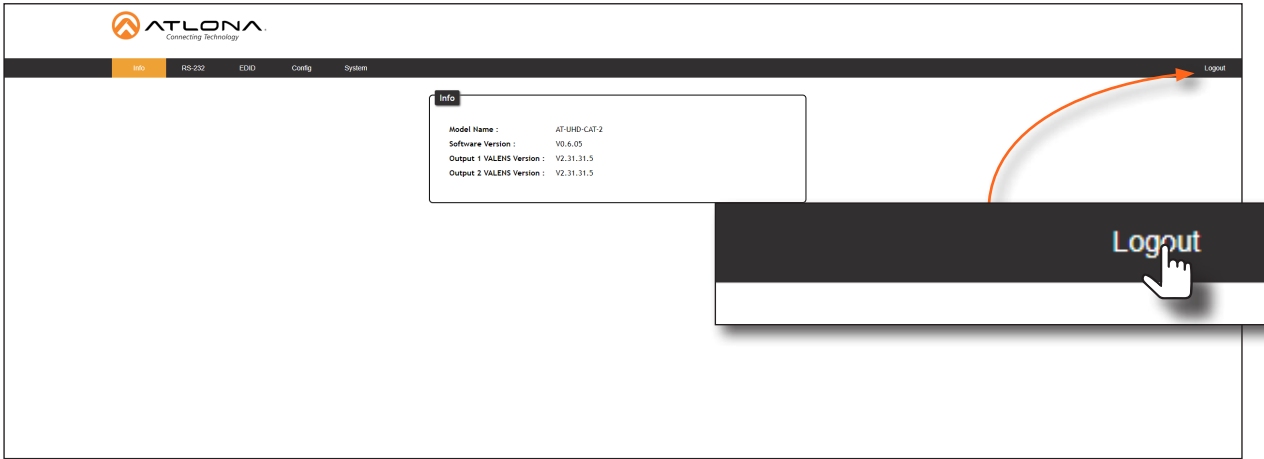 ATLONA.
Connecting Technology
Info RS-232 EDID Config System Logout
Info
Model Name : AT-UHD-CAT-2
Software Version : V0.6.05
Output 1 VALENS Version : V2.31.31.5
Output 2 VALENS Version : V2.31.31.5
Logout